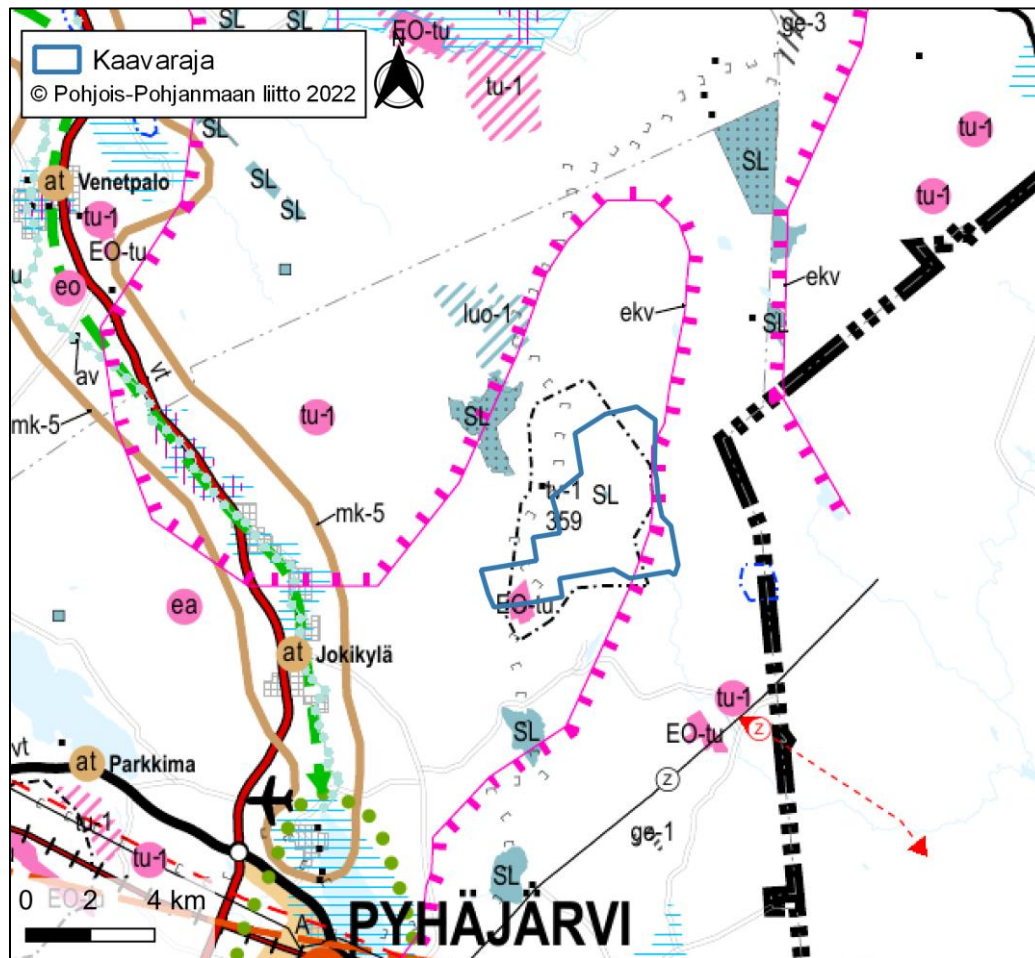 SL
SL
EO-tu
ge-3
N
Kaavaraja
© Pohjois-Pohjanmaan liitto 2022
tu-1
tu-1
SL
SL
SL
at Venetpalo
tu-1
tu-1
EO-tu
eo
ekv
luo-1
ekv
SL
vt
av
mk-5
tu-1
SL
mk-5
SL
359
EO-tu
ea
at Jokikylä
tu-1
SL
EO-tu
z
vt
at Parkkima
z
tu-1
ge-1
tu-1
SL
EO-tu
0 2 4 km
A
PYHÄJÄRVI